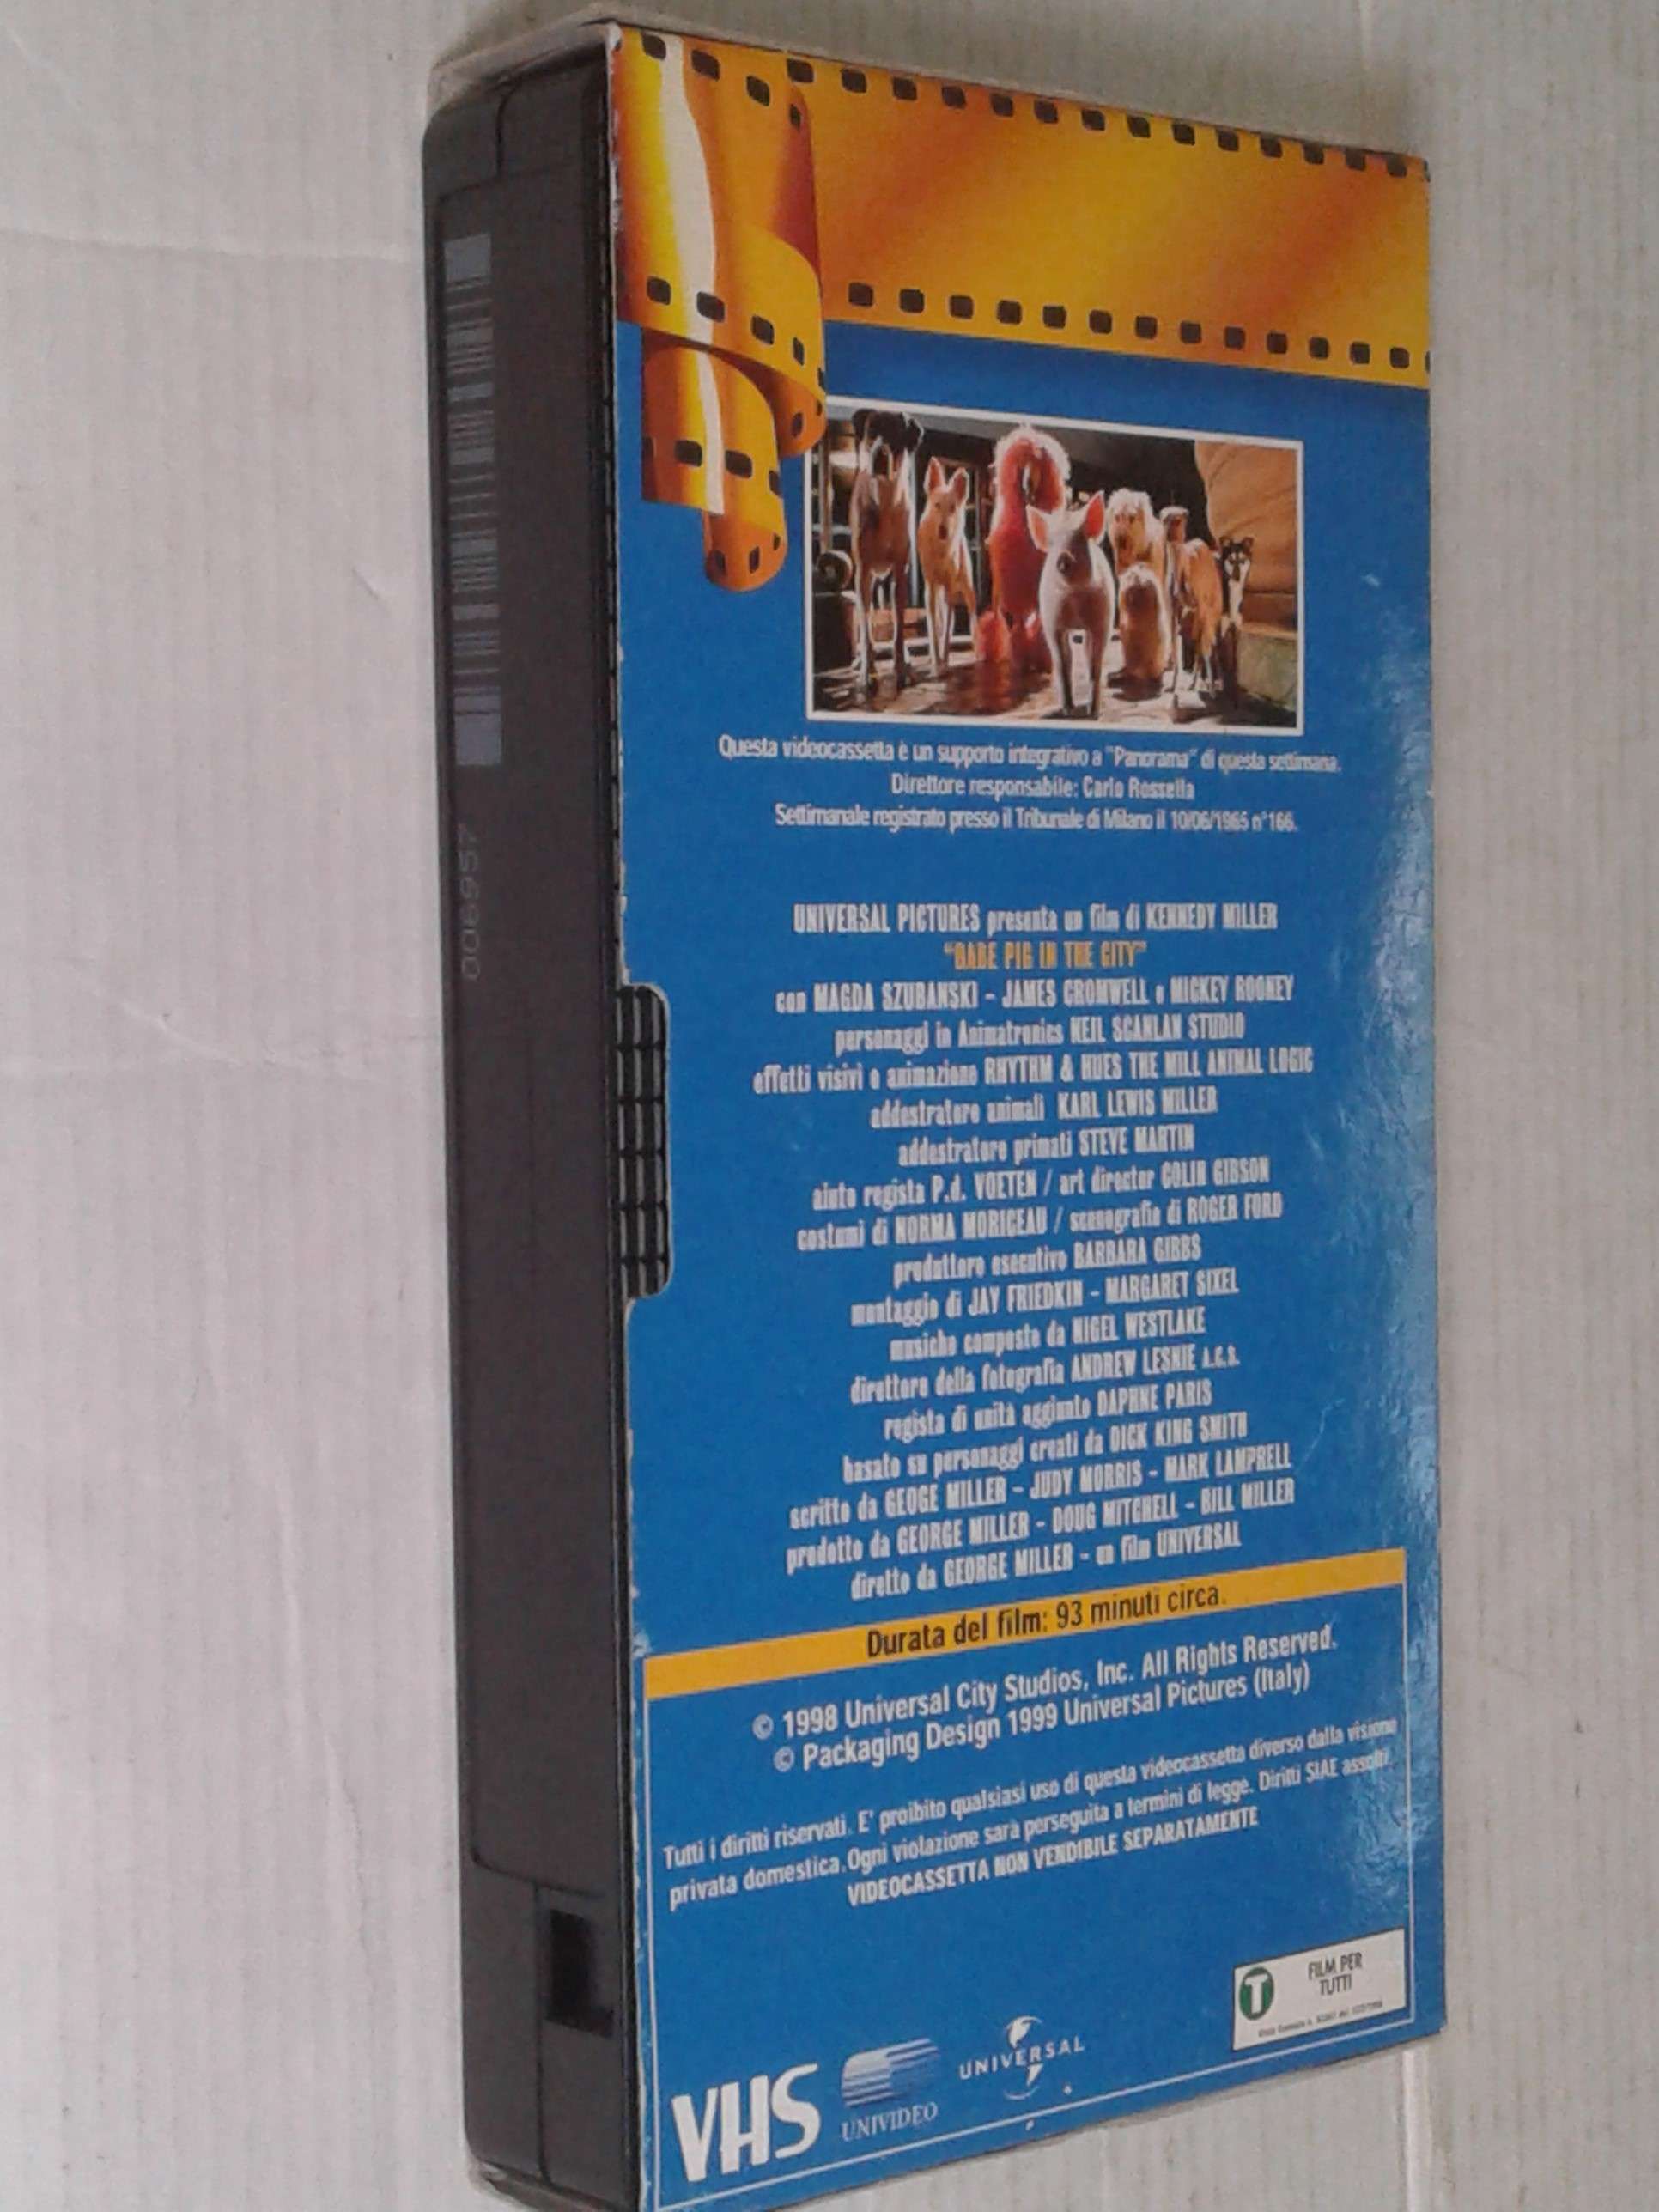 Questa videocassetta è un supporto integrativo a "Panorama" di questa settimana.
Direttore responsabile: Carlo Rossella
Settimanale registrato presso il Tribunale di Milano il 10/06/1965 n°166.
UNIVERSAL PICTURES presenta un film di KENNEDY MILLER
"BABE PIG IN THE CITY"
con MAGDA SZUBANSKI - JAMES CROMWELL e MICKEY ROONEY
personaggi in Animatronics NEIL SCANLAN STUDIO
effetti visivi e animazione RHYTHM & HUES THE MILL ANIMAL LOGIC
addestratore animali KARL LEWIS MILLER
addestratore primati STEVE MARTIN
aiuto regista P.d. VOETEN / art director COLIN GIBSON
costumi di NORMA MORICEAU / scenografia di ROGER FORD
produttore esecutivo BARBARA GIBBS
montaggio di JAY FRIEDKIN - MARGARET SIXEL
musiche composte da NIGEL WESTLAKE
direttore della fotografia ANDREW LESNIE A.C.S.
regista di unità aggiunto DAPHNE PARIS
basato su personaggi creati da DICK KING SMITH
scritto da GEOGE MILLER - JUDY MORRIS - MARK LAMPRELL
prodotto da GEORGE MILLER - DOUG MITCHELL - BILL MILLER
diretto da GEORGE MILLER - un film UNIVERSAL
Durata del film: 93 minuti circa.
© 1998 Universal City Studios, Inc. All Rights Reserved.
© Packaging Design 1999 Universal Pictures (Italy)
Tutti i diritti riservati. E' proibito qualsiasi uso di questa videocassetta diverso dalla visione
privata domestica. Ogni violazione sarà perseguita a termini di legge. Diritti SIAE assolti.
VIDEOCASSETTA NON VENDIBILE SEPARATAMENTE
T
FILM PER
TUTTI
VHS
UNIVIDEO
UNIVERSAL
006957